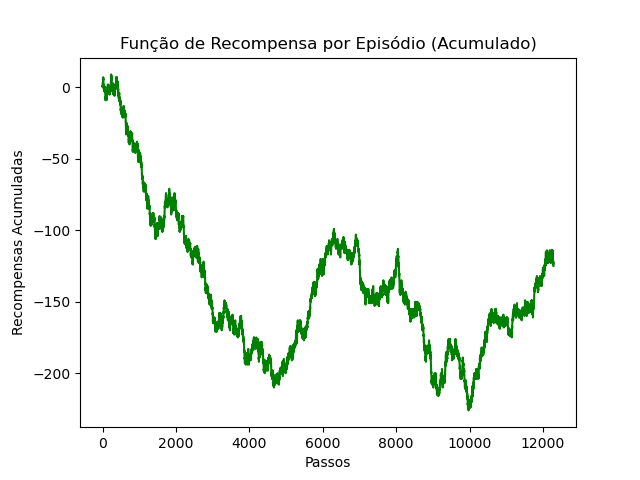 Função de Recompensa por Episódio (Acumulado)
0
−50
−100
−150
−200
Recompensas Acumuladas
0 2000 4000 6000 8000 10000 12000
Passos